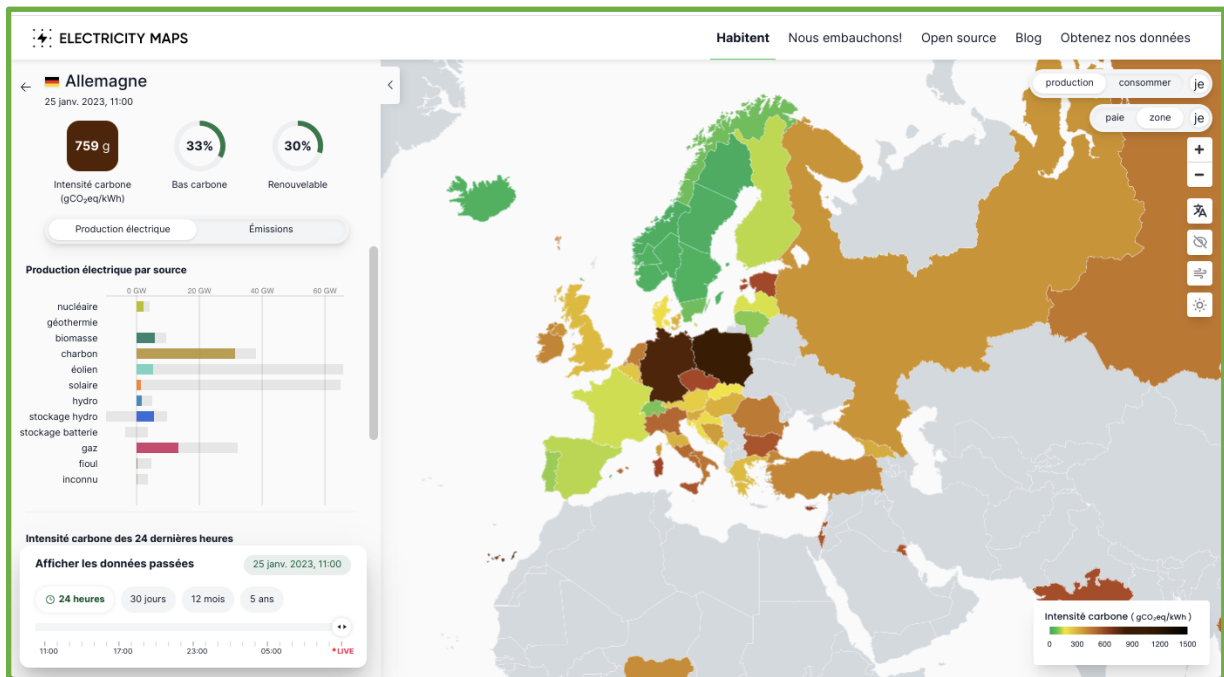 ELECTRICITY MAPS
Habitent Nous embauchons! Open source Blog Obtenez nos données
← Allemagne
25 janv. 2023, 11:00
759 g
33%
30%
Intensité carbone
(gCO₂eq/kWh)
Bas carbone
Renouvelable
Production électrique Émissions
Production électrique par source
0 GW 20 GW 40 GW 60 GW
nucléaire
géothermie
biomasse
charbon
éolien
solaire
hydro
stockage hydro
stockage batterie
gaz
fioul
inconnu
Intensité carbone des 24 dernières heures
Afficher les données passées 25 janv. 2023, 11:00
24 heures 30 jours 12 mois 5 ans
11:00 17:00 23:00 05:00 LIVE
production consommer je
paie zone je
+
−
Intensité carbone ( gCO₂eq/kWh )
0 300 600 900 1200 1500